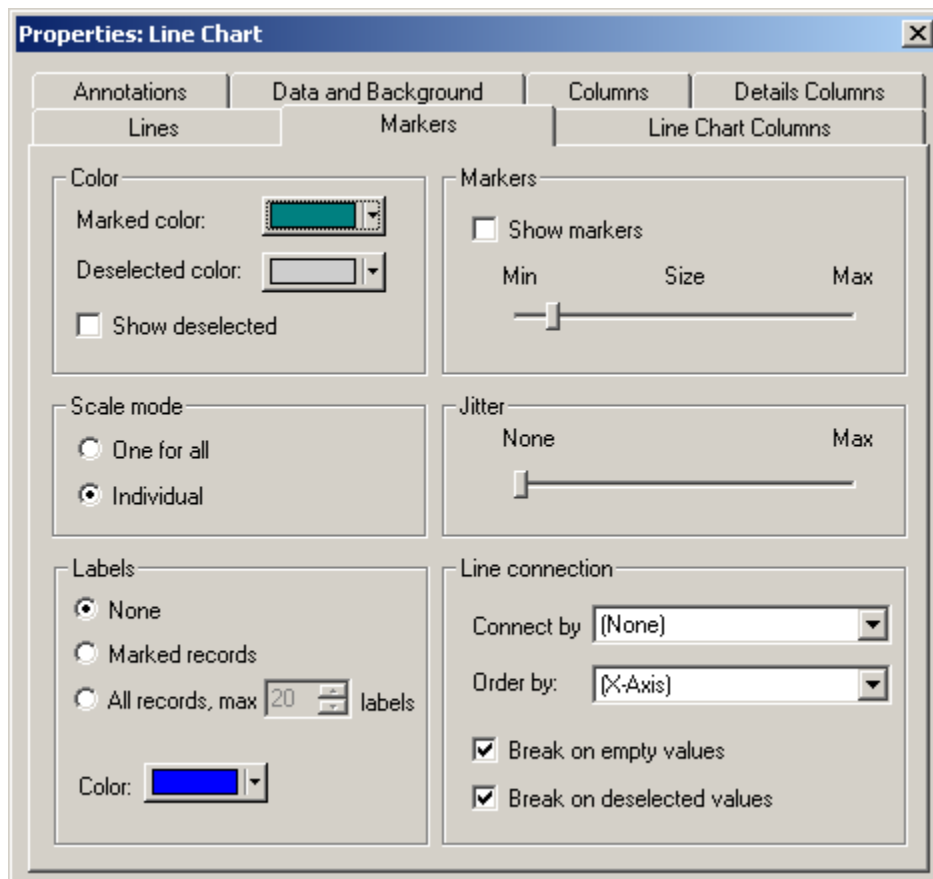 Properties: Line Chart
Annotations Data and Background Columns Details Columns
Lines Markers Line Chart Columns
Color
Marked color:
Deselected color:
Show deselected
Markers
Show markers
Min Size Max
Scale mode
One for all
Individual
Jitter
None Max
Labels
None
Marked records
All records, max 20 labels
Color:
Line connection
Connect by (None)
Order by: (X-Axis)
Break on empty values
Break on deselected values